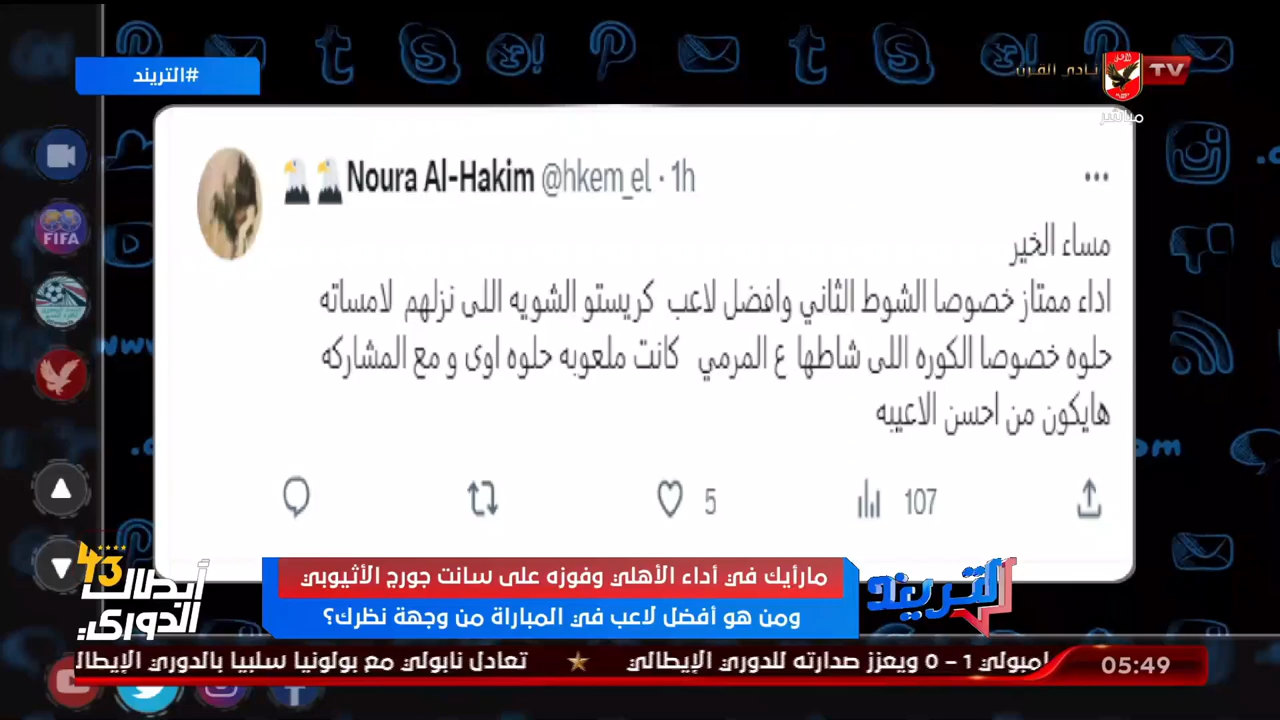 #التريند
نادي القرن
TV
مباشر
Noura Al-Hakim @hkem_el · 1h
مساء الخير
اداء ممتاز خصوصا الشوط الثاني وافضل لاعب كريستو الشويه اللى نزلهم لامساته
حلوه خصوصا الكوره اللى شاطها ع المرمي كانت ملعوبه حلوه اوى و مع المشاركه
هايكون من احسن الاعيبه
5
107
FIFA
مارأيك في أداء الأهلي وفوزه على سانت جورج الأثيوبي
ومن هو أفضل لاعب في المباراة من وجهة نظرك؟
التريند
43
أبطال
الدوري
إمبولي 1 – 0 ويعزز صدارته للدوري الإيطالي ★ تعادل نابولي مع بولونيا سلبيا بالدوري
05:49